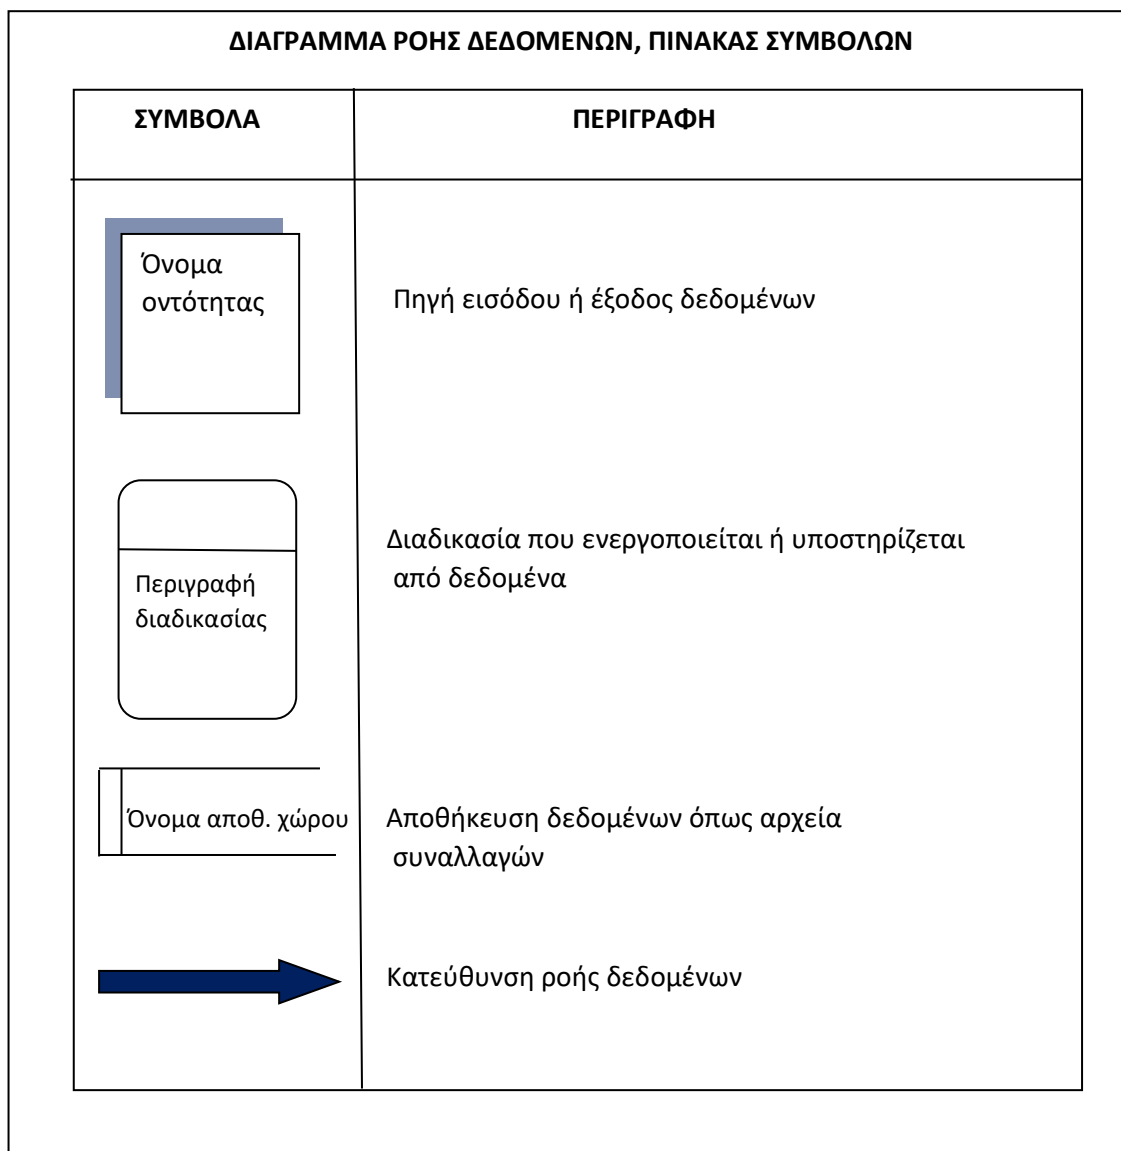 ΔΙΑΓΡΑΜΜΑ ΡΟΗΣ ΔΕΔΟΜΕΝΩΝ, ΠΙΝΑΚΑΣ ΣΥΜΒΟΛΩΝ
ΣΥΜΒΟΛΑ
ΠΕΡΙΓΡΑΦΗ
Όνομα
οντότητας
Πηγή εισόδου ή έξοδος δεδομένων
Περιγραφή
διαδικασίας
Διαδικασία που ενεργοποιείται ή υποστηρίζεται
από δεδομένα
Όνομα αποθ. χώρου
Αποθήκευση δεδομένων όπως αρχεία
συναλλαγών
Κατεύθυνση ροής δεδομένων